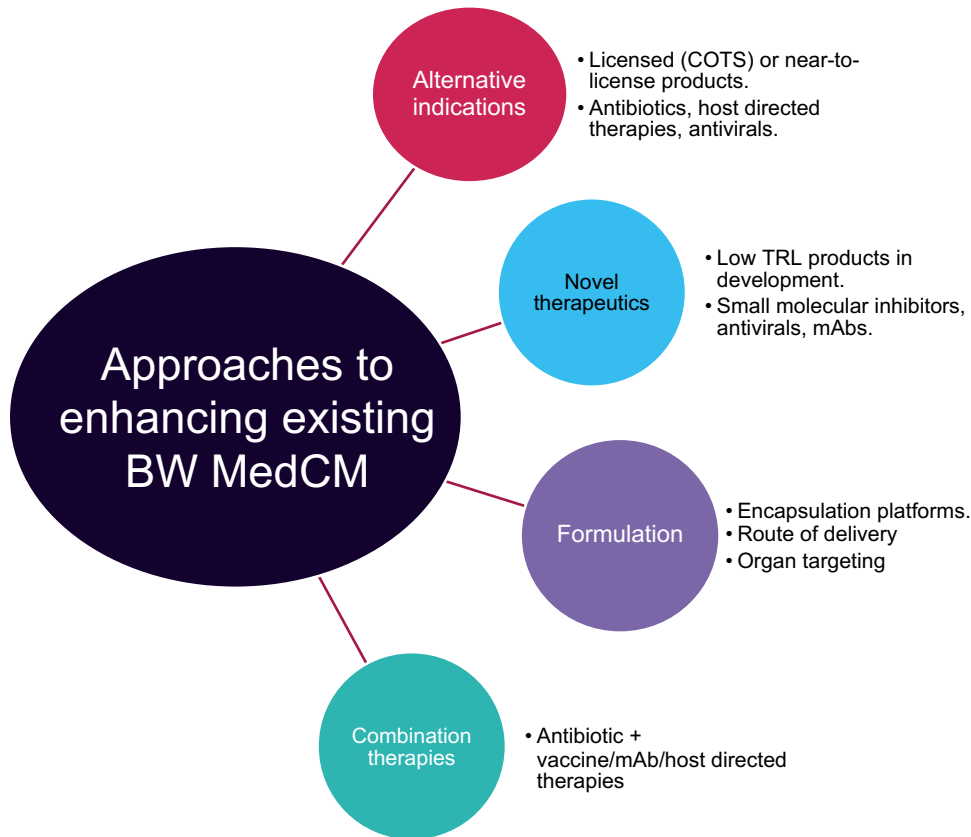 Alternative
indications
• Licensed (COTS) or near-to-
license products.
• Antibiotics, host directed
therapies, antivirals.
Novel
therapeutics
• Low TRL products in
development.
• Small molecular inhibitors,
antivirals, mAbs.
Approaches to
enhancing existing
BW MedCM
Formulation
• Encapsulation platforms.
• Route of delivery
• Organ targeting
Combination
therapies
• Antibiotic +
vaccine/mAb/host directed
therapies